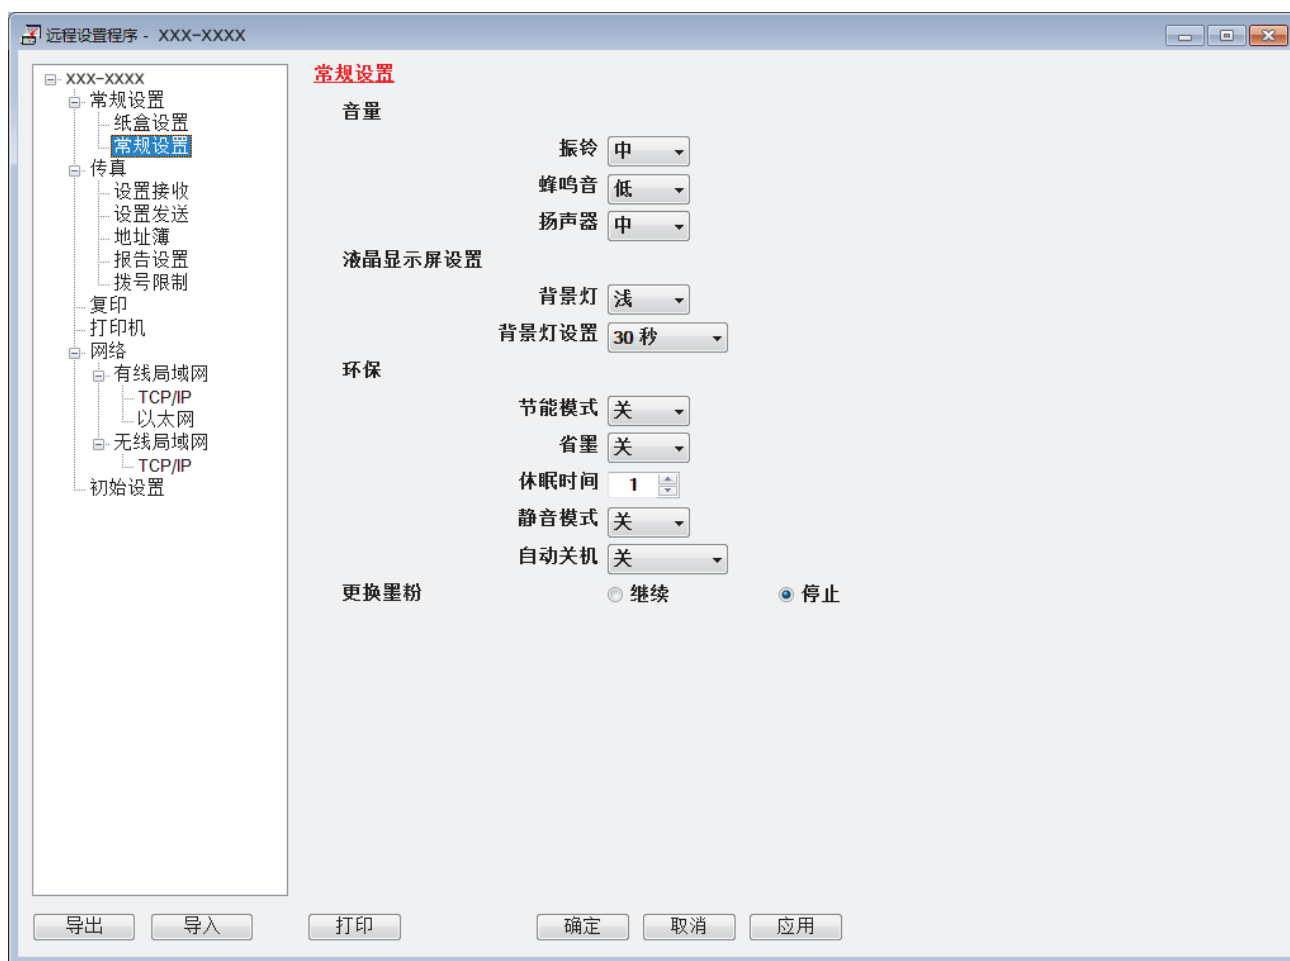 远程设置程序 - XXX-XXXX
XXX-XXXX
常规设置
纸盒设置
常规设置
传真
设置接收
设置发送
地址簿
报告设置
拨号限制
复印
打印机
网络
有线局域网
TCP/IP
以太网
无线局域网
TCP/IP
初始设置
常规设置
音量
振铃 中
蜂鸣音 低
扬声器 中
液晶显示屏设置
背景灯 浅
背景灯设置 30 秒
环保
节能模式 关
省墨 关
休眠时间 1
静音模式 关
自动关机 关
更换墨粉 继续 停止
导出 导入 打印 确定 取消 应用